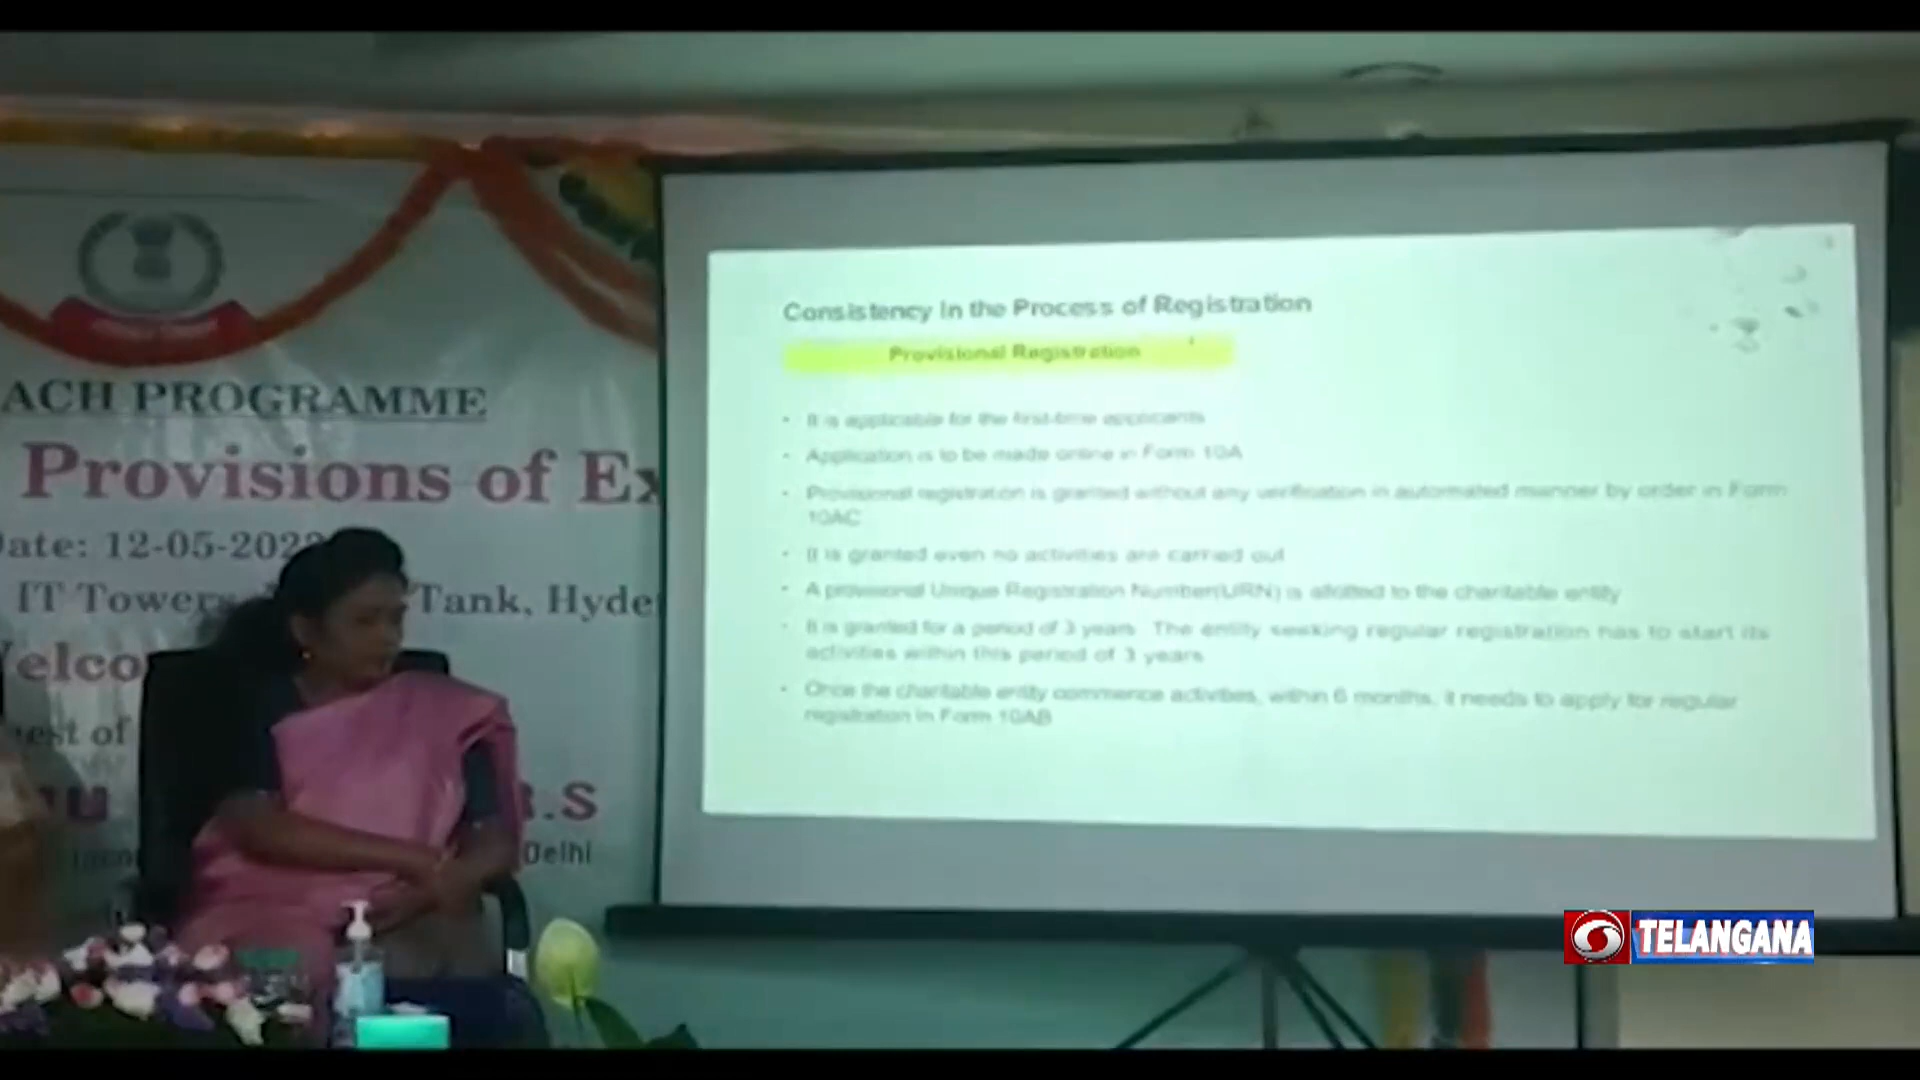 ACH PROGRAMME
Provisions of Ex
Date: 12-05-2022
IT Towers Tank, Hyde
Welco
est of
.S
Delhi
Consistency In the Process of Registration
Provisional Registration
• It is applicable for the first-time applicants
• Application is to be made online in Form 10A
• Provisional registration is granted without any verification in automated manner by order in Form
10AC
• It is granted even no activities are carried out
• A provisional Unique Registration Number(URN) is allotted to the charitable entity
• It is granted for a period of 3 years. The entity seeking regular registration has to start its
activities within this period of 3 years
• Once the charitable entity commence activities, within 6 months, it needs to apply for regular
registration in Form 10AB
TELANGANA